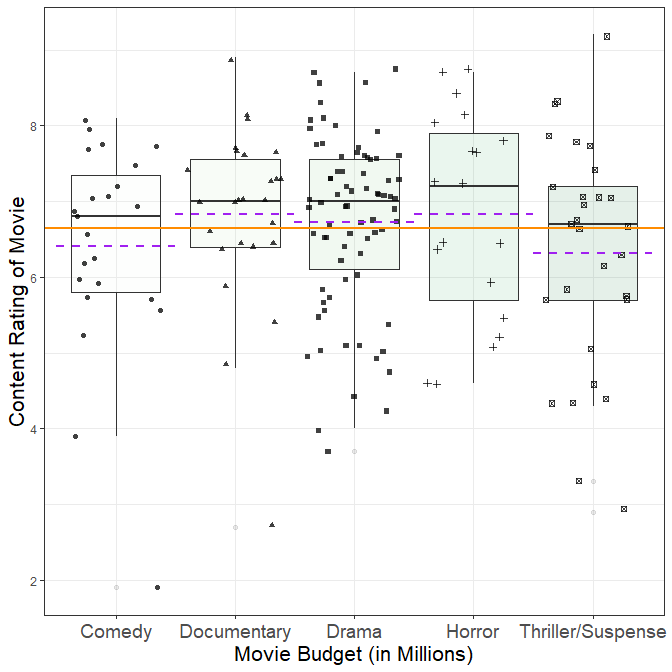 Content Rating of Movie
8
6
4
2
Comedy Documentary Drama Horror Thriller/Suspense
Movie Budget (in Millions)